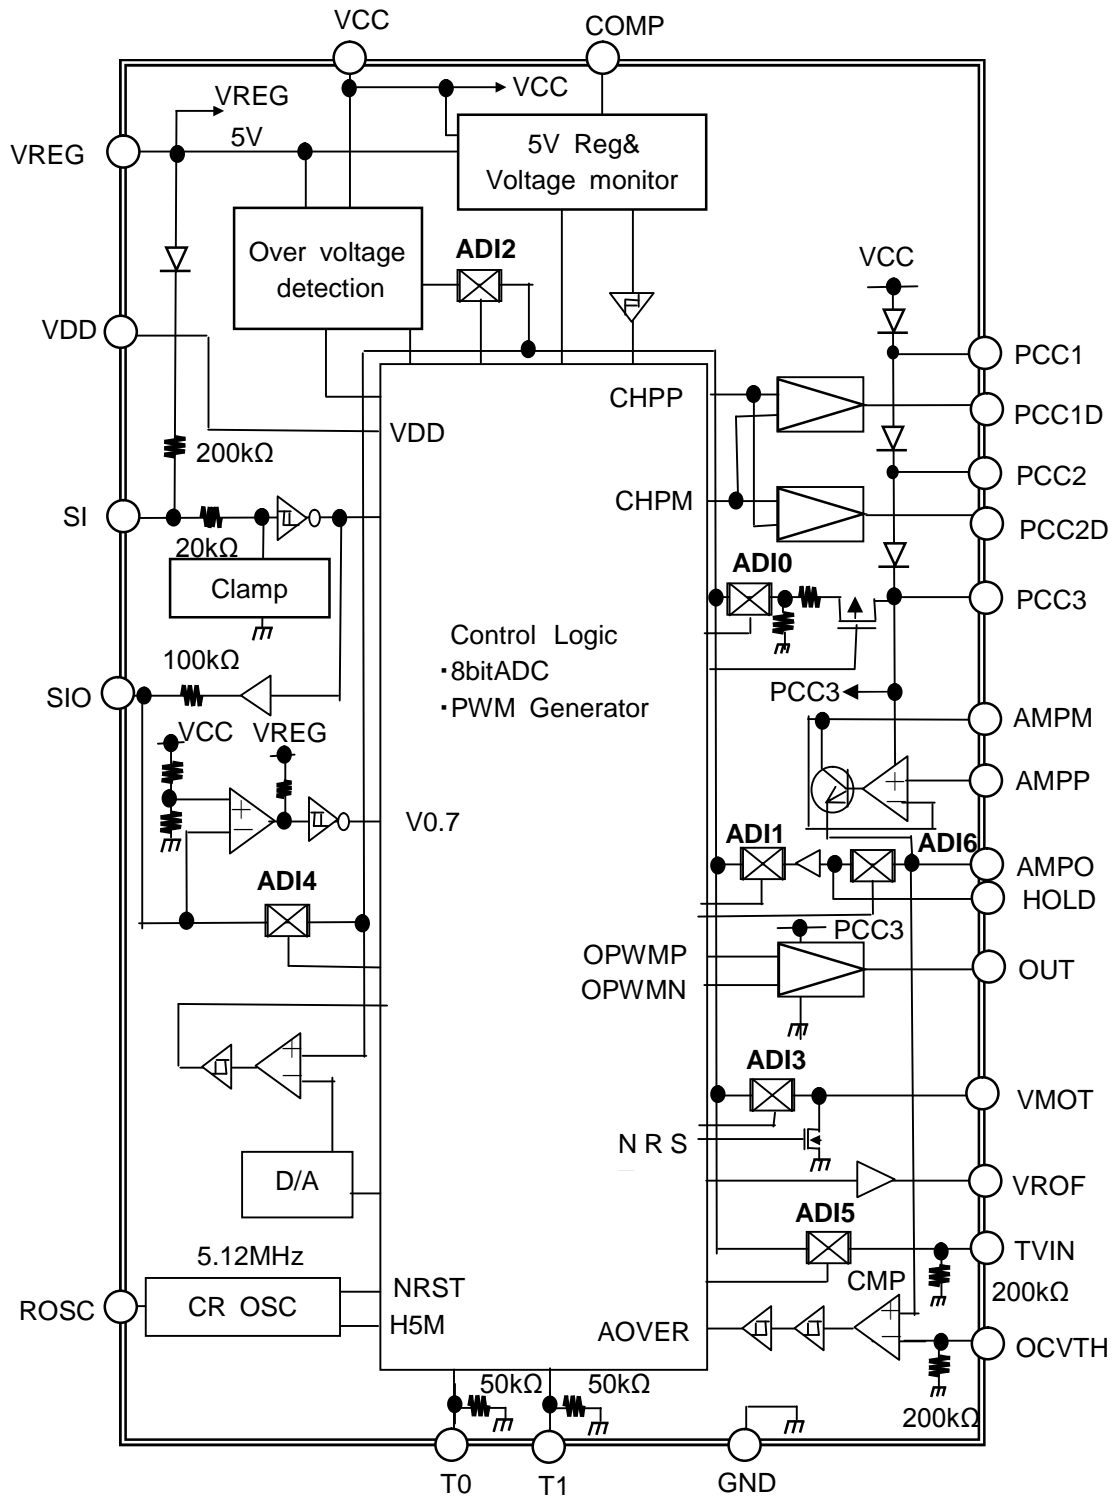 VCC
COMP
VREG
VCC
VREG
5V
5V Reg&
Voltage monitor
Over voltage
detection
ADI2
VCC
VDD
PCC1
CHPP
PCC1D
VDD
200kΩ
PCC2
SI
CHPM
PCC2D
20kΩ
ADI0
Clamp
PCC3
Control Logic
・8bitADC
・PWM Generator
100kΩ
SIO
PCC3
AMPM
VCC
VREG
AMPP
+
−
V0.7
ADI1
ADI6
AMPO
ADI4
HOLD
PCC3
OPWMP
OPWMN
OUT
+
−
ADI3
VMOT
N R S
D/A
VROF
ADI5
TVIN
5.12MHz
CMP
200kΩ
ROSC
CR OSC
NRST
H5M
AOVER
+
−
OCVTH
50kΩ
50kΩ
200kΩ
T0
T1
GND